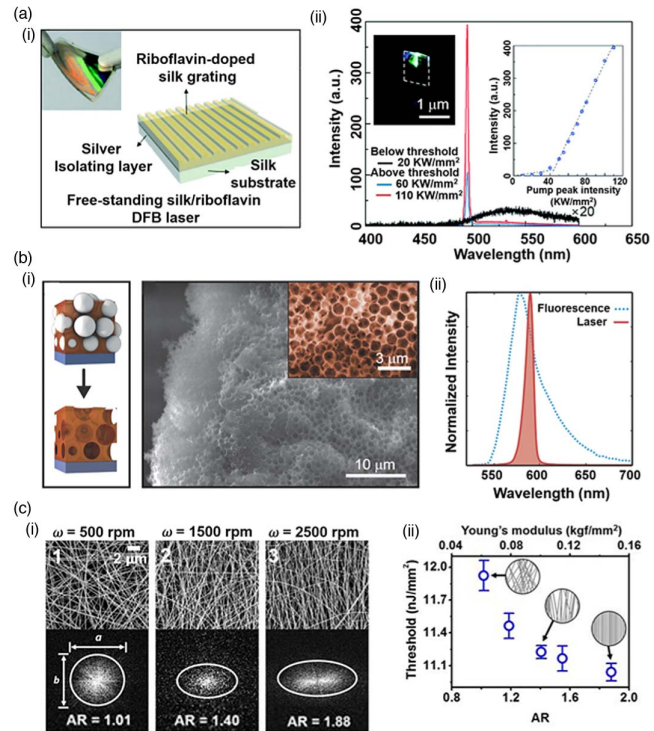 (a)
(i)
Riboflavin-doped
silk grating
Silver
Isolating layer
Silk
substrate
Free-standing silk/riboflavin
DFB laser
(ii)
Intensity (a.u.)
400
300
200
100
0
1 μm
Below threshold
20 KW/mm²
Above threshold
60 KW/mm²
110 KW/mm²
Intensity (a.u.)
400
300
200
100
0
0 40 80 120
Pump peak intensity
(KW/mm²)
×20
400 450 500 550 600 650
Wavelength (nm)
(b)
(i)
3 μm
10 μm
(ii)
Normalized Intensity
Fluorescence
Laser
550 600 650 700
Wavelength (nm)
(c)
(i)
ω = 500 rpm
ω = 1500 rpm
ω = 2500 rpm
1
2 μm
2
3
a
b
AR = 1.01
AR = 1.40
AR = 1.88
(ii)
Young's modulus (kgf/mm²)
0.04 0.08 0.12 0.16
Threshold (nJ/mm²)
12.0
11.7
11.4
11.1
0.8 1.2 1.6 2.0
AR